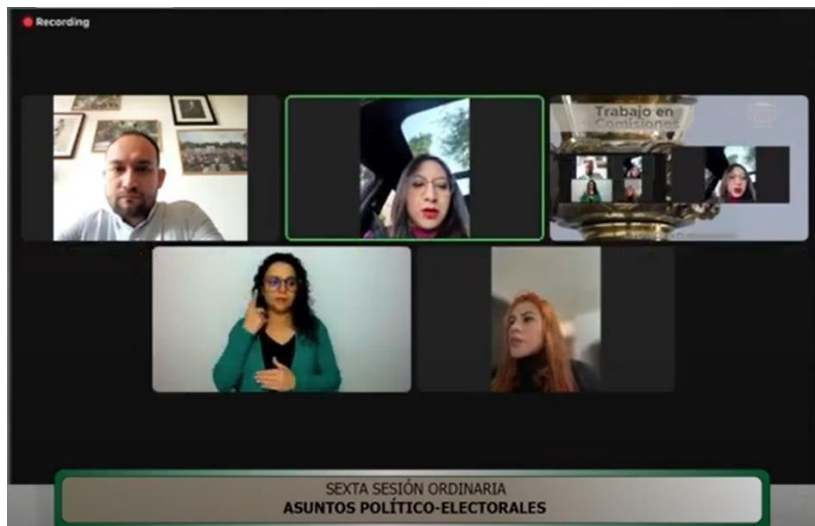 Recording
Trabajo en
Comisiones
SEXTA SESIÓN ORDINARIA
ASUNTOS POLÍTICO-ELECTORALES